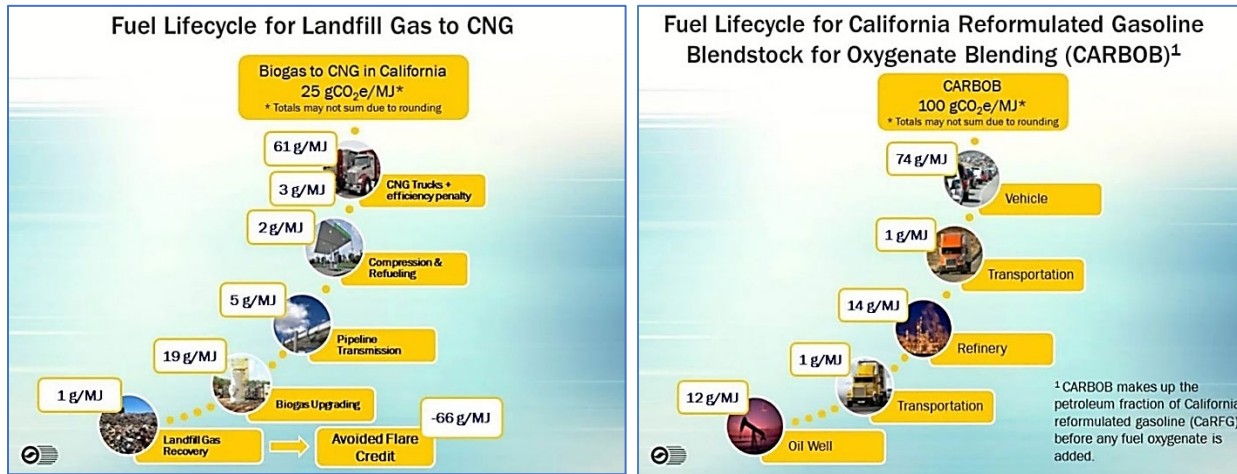 Fuel Lifecycle for Landfill Gas to CNG
Biogas to CNG in California
25 gCO₂e/MJ*
* Totals may not sum due to rounding
61 g/MJ
3 g/MJ
CNG Trucks +
efficiency penalty
2 g/MJ
Compression &
Refueling
5 g/MJ
Pipeline
Transmission
19 g/MJ
Biogas Upgrading
1 g/MJ
Landfill Gas
Recovery
-66 g/MJ
Avoided Flare
Credit
Fuel Lifecycle for California Reformulated Gasoline
Blendstock for Oxygenate Blending (CARBOB)¹
CARBOB
100 gCO₂e/MJ*
* Totals may not sum due to rounding
74 g/MJ
Vehicle
1 g/MJ
Transportation
14 g/MJ
Refinery
1 g/MJ
Transportation
12 g/MJ
Oil Well
¹ CARBOB makes up the
petroleum fraction of California
reformulated gasoline (CaRFG)
before any fuel oxygenate is
added.